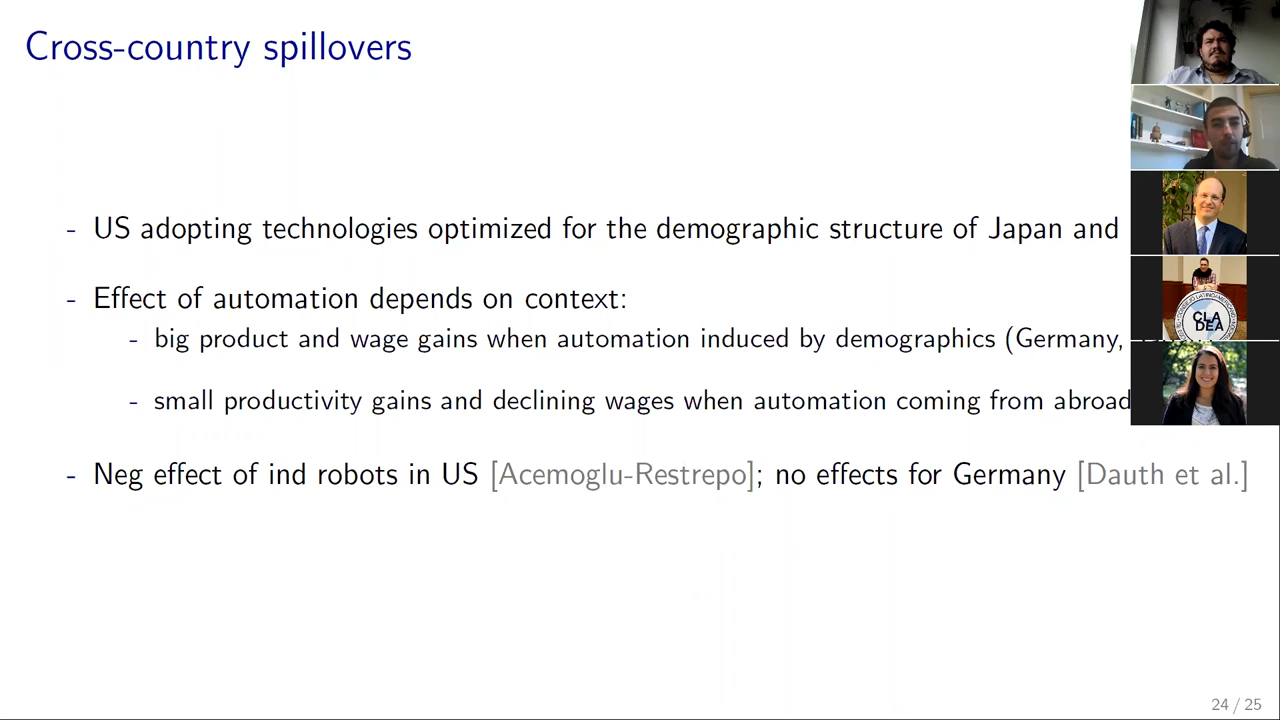 Cross-country spillovers
- US adopting technologies optimized for the demographic structure of Japan and
- Effect of automation depends on context:
- big product and wage gains when automation induced by demographics (Germany,
- small productivity gains and declining wages when automation coming from abroad
- Neg effect of ind robots in US [Acemoglu-Restrepo]; no effects for Germany [Dauth et al.]
CLA
DEA
24 / 25